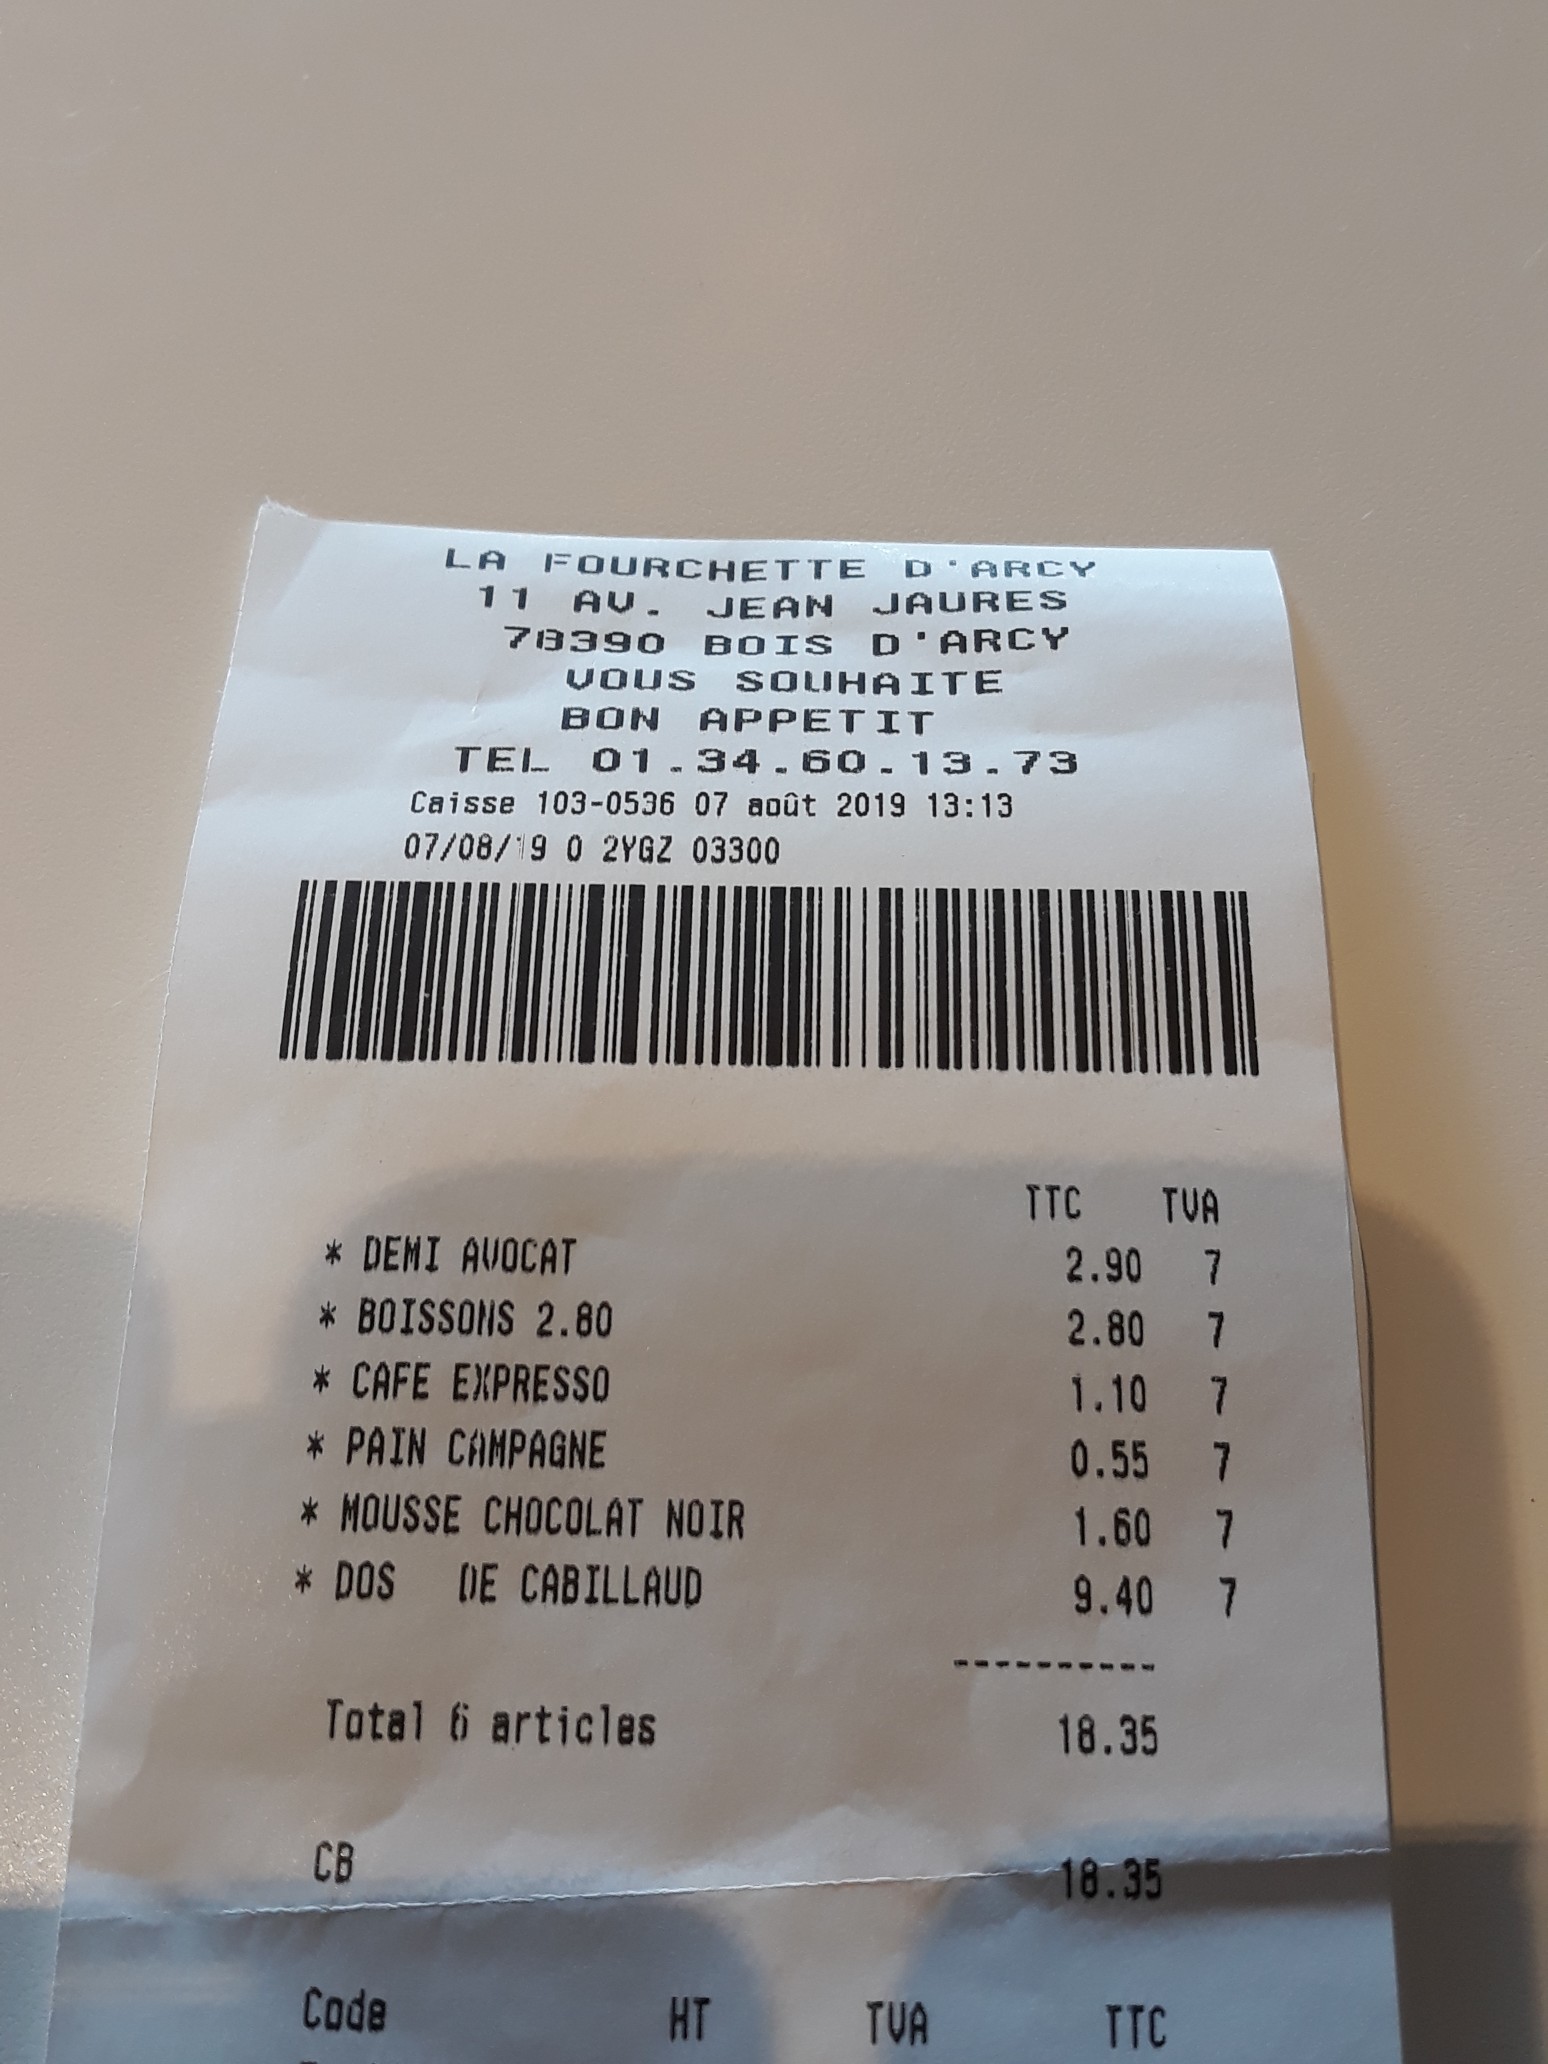 LA FOURCHETTE D'ARCY
11 AV. JEAN JAURES
78390 BOIS D'ARCY
VOUS SOUHAITE
BON APPETIT
TEL 01.34.60.13.73
Caisse 103-0536 07 août 2019 13:13
07/08/19 0 2YGZ 03300
TTC TVA
* DEMI AVOCAT 2.90 7
* BOISSONS 2.80 2.80 7
* CAFE EXPRESSO 1.10 7
* PAIN CAMPAGNE 0.55 7
* MOUSSE CHOCOLAT NOIR 1.60 7
* DOS DE CABILLAUD 9.40 7
----------
Total 6 articles 18.35
CB 18.35
Code HT TVA TTC